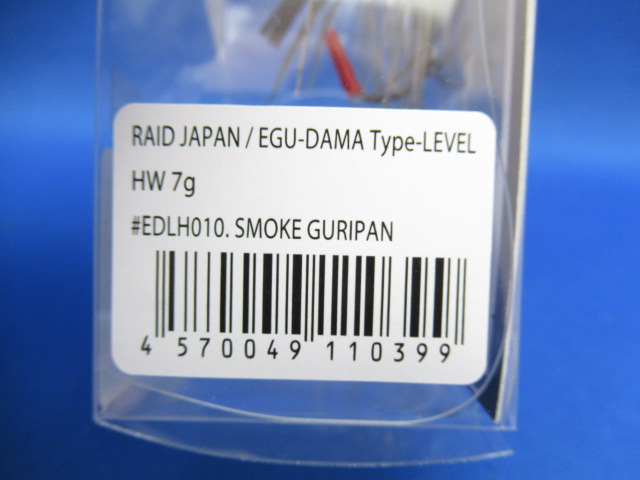 RAID JAPAN / EGU-DAMA Type-LEVEL
HW 7g
#EDLH010. SMOKE GURIPAN
4 570049 110399